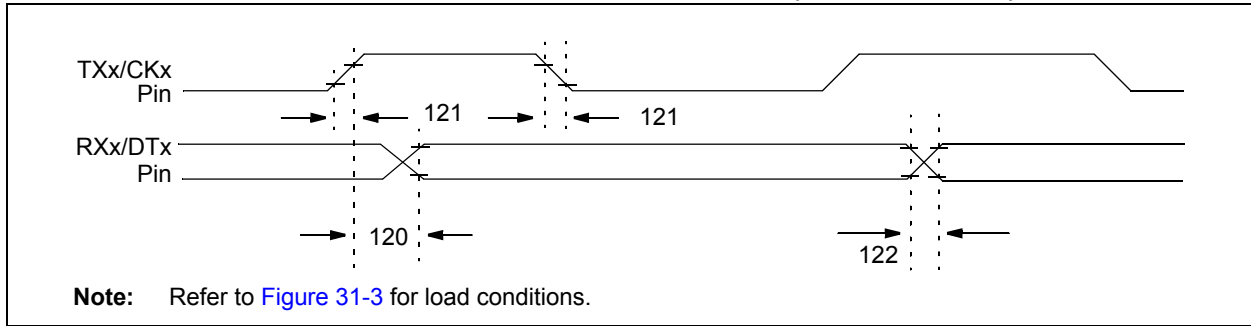 TXx/CKx
Pin
121
121
RXx/DTx
Pin
120
122
Note: Refer to Figure 31-3 for load conditions.